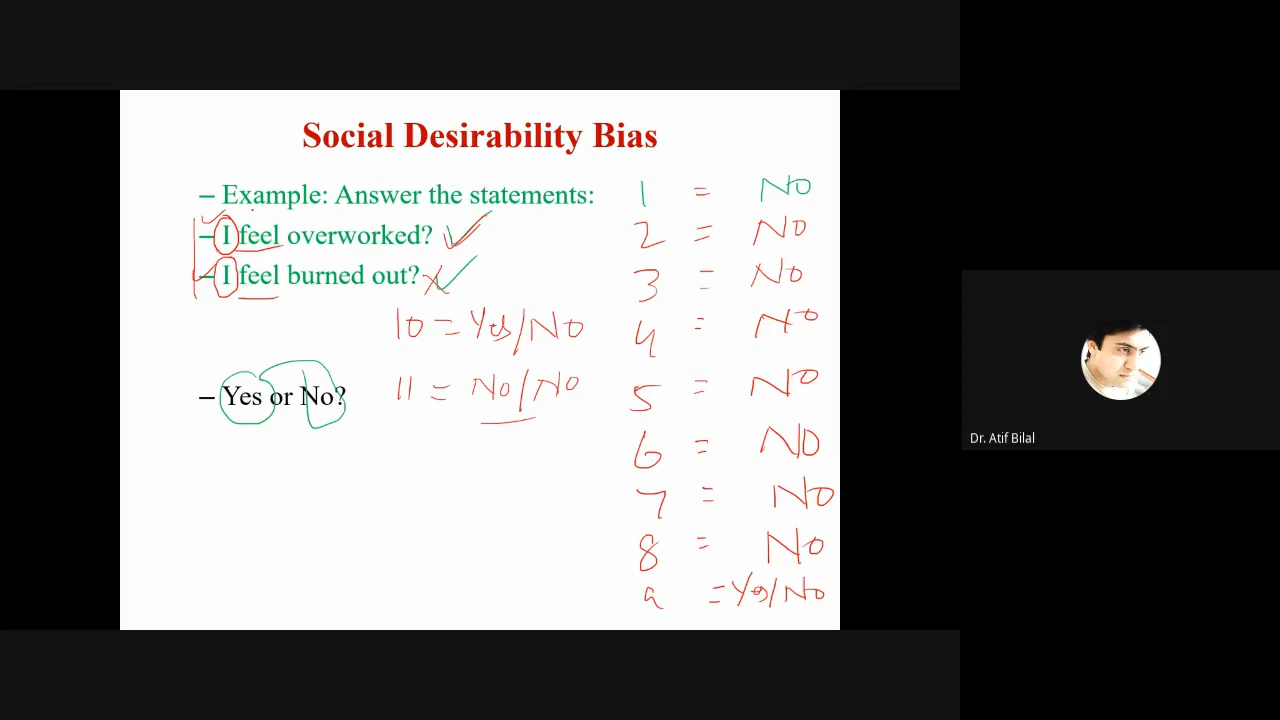 Social Desirability Bias
– Example: Answer the statements:
– I feel overworked?
– I feel burned out?
– Yes or No?
10 = Yes/No
11 = No/No
1 = No
2 = No
3 = No
4 = No
5 = No
6 = No
7 = No
8 = No
9 = Yes/No
Dr. Atif Bilal